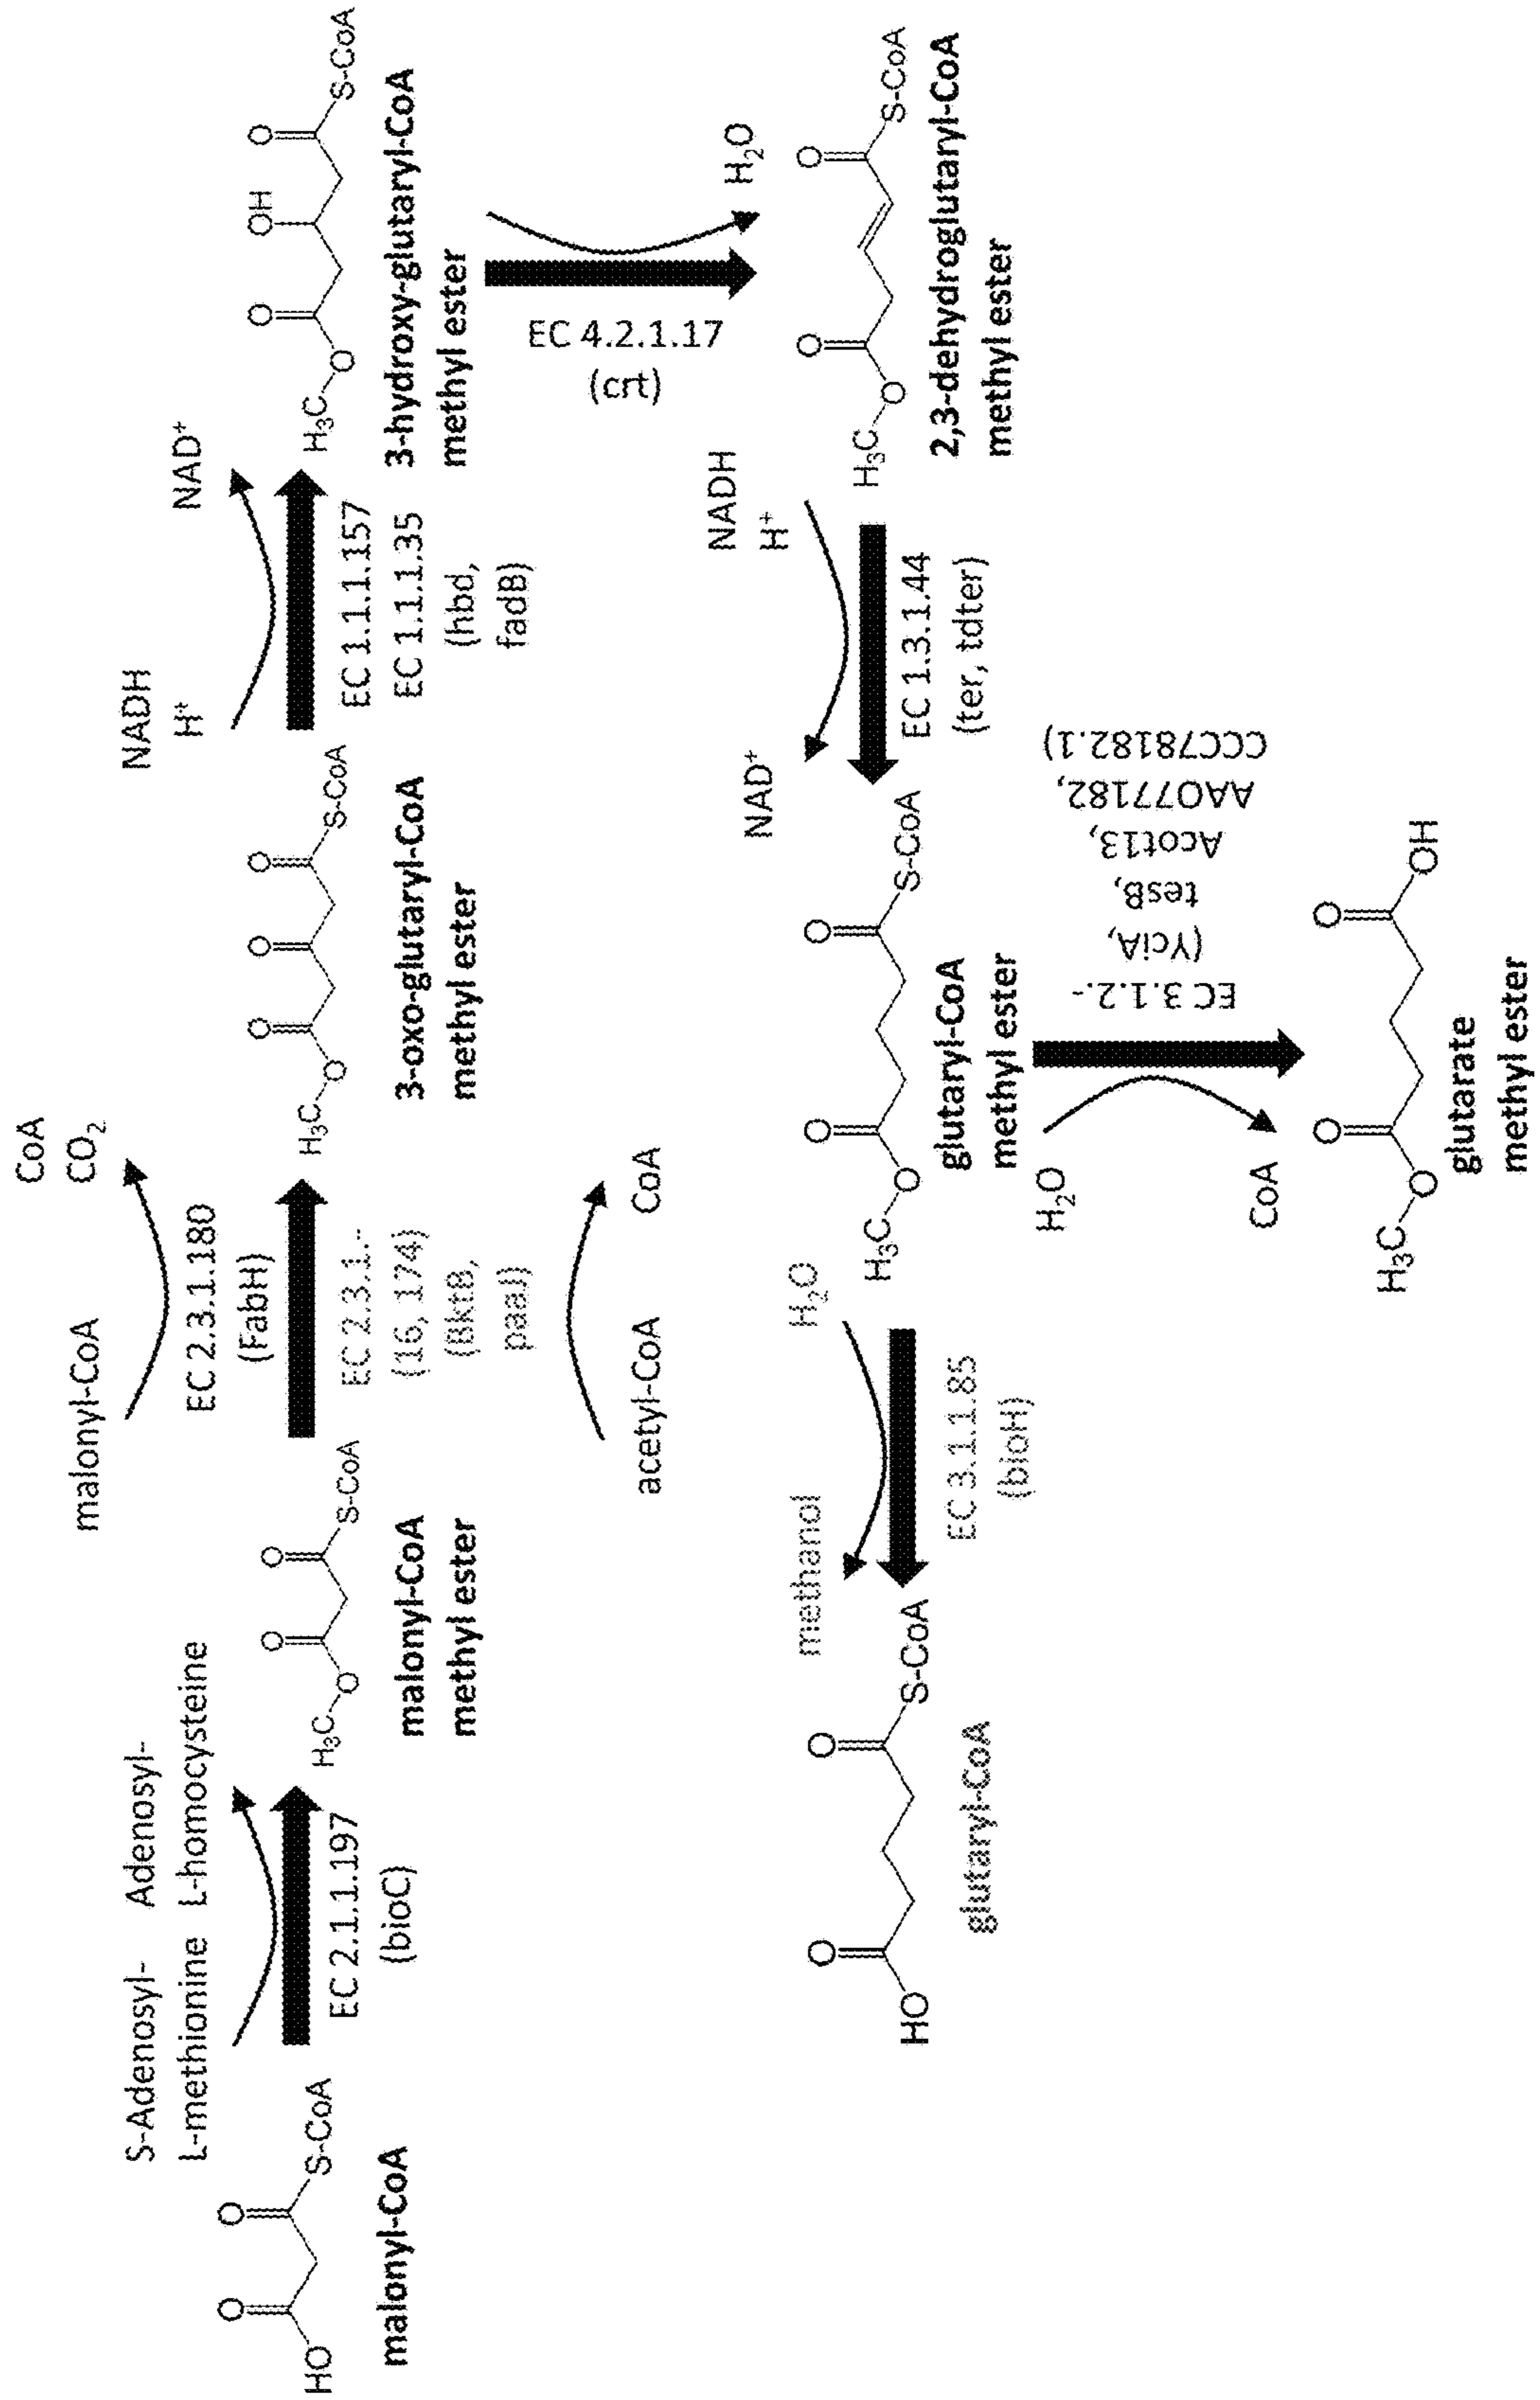 S-Adenosyl-
L-methionine
Adenosyl-
L-homocysteine
malonyl-CoA
CoA
CO2
NADH
H+
NAD+
HO
O
O
S-CoA
malonyl-CoA
EC 2.1.1.197
(bioC)
H3C
O
O
O
S-CoA
malonyl-CoA
methyl ester
EC 2.3.1.180
(FabH)
EC 2.3.1.-
(16, 174)
(BktB,
paaJ)
acetyl-CoA
CoA
H3C
O
O
O
O
S-CoA
3-oxo-glutaryl-CoA
methyl ester
EC 1.1.1.157
EC 1.1.1.35
(hbd,
fadB)
H3C
O
O
OH
O
S-CoA
3-hydroxy-glutaryl-CoA
methyl ester
EC 4.2.1.17
(crt)
H2O
H3C
O
O
O
S-CoA
2,3-dehydroglutaryl-CoA
methyl ester
NADH
H+
NAD+
EC 1.3.1.44
(ter, tdter)
H3C
O
O
O
S-CoA
glutaryl-CoA
methyl ester
H2O
methanol
EC 3.1.1.85
(bioH)
HO
O
O
S-CoA
glutaryl-CoA
H2O
CoA
EC 3.1.2.-
(YciA,
tesB,
Acot13,
AAO77182,
CCC78182.1)
H3C
O
O
O
OH
glutarate
methyl ester